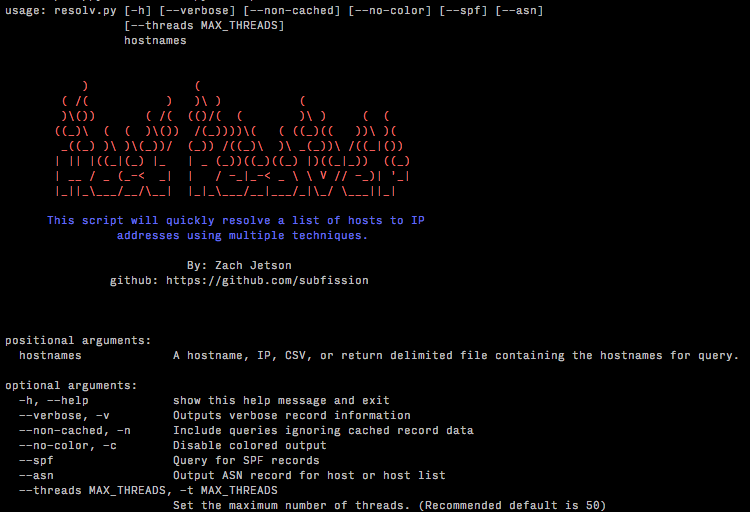 usage: resolv.py [-h] [--verbose] [--non-cached] [--no-color] [--spf] [--asn]
[--threads MAX_THREADS]
hostnames
Host Resolver
This script will quickly resolve a list of hosts to IP
addresses using multiple techniques.
By: Zach Jetson
github: https://github.com/subfission
positional arguments:
hostnames A hostname, IP, CSV, or return delimited file containing the hostnames for query.
optional arguments:
-h, --help show this help message and exit
--verbose, -v Outputs verbose record information
--non-cached, -n Include queries ignoring cached record data
--no-color, -c Disable colored output
--spf Query for SPF records
--asn Output ASN record for host or host list
--threads MAX_THREADS, -t MAX_THREADS
Set the maximum number of threads. (Recommended default is 50)